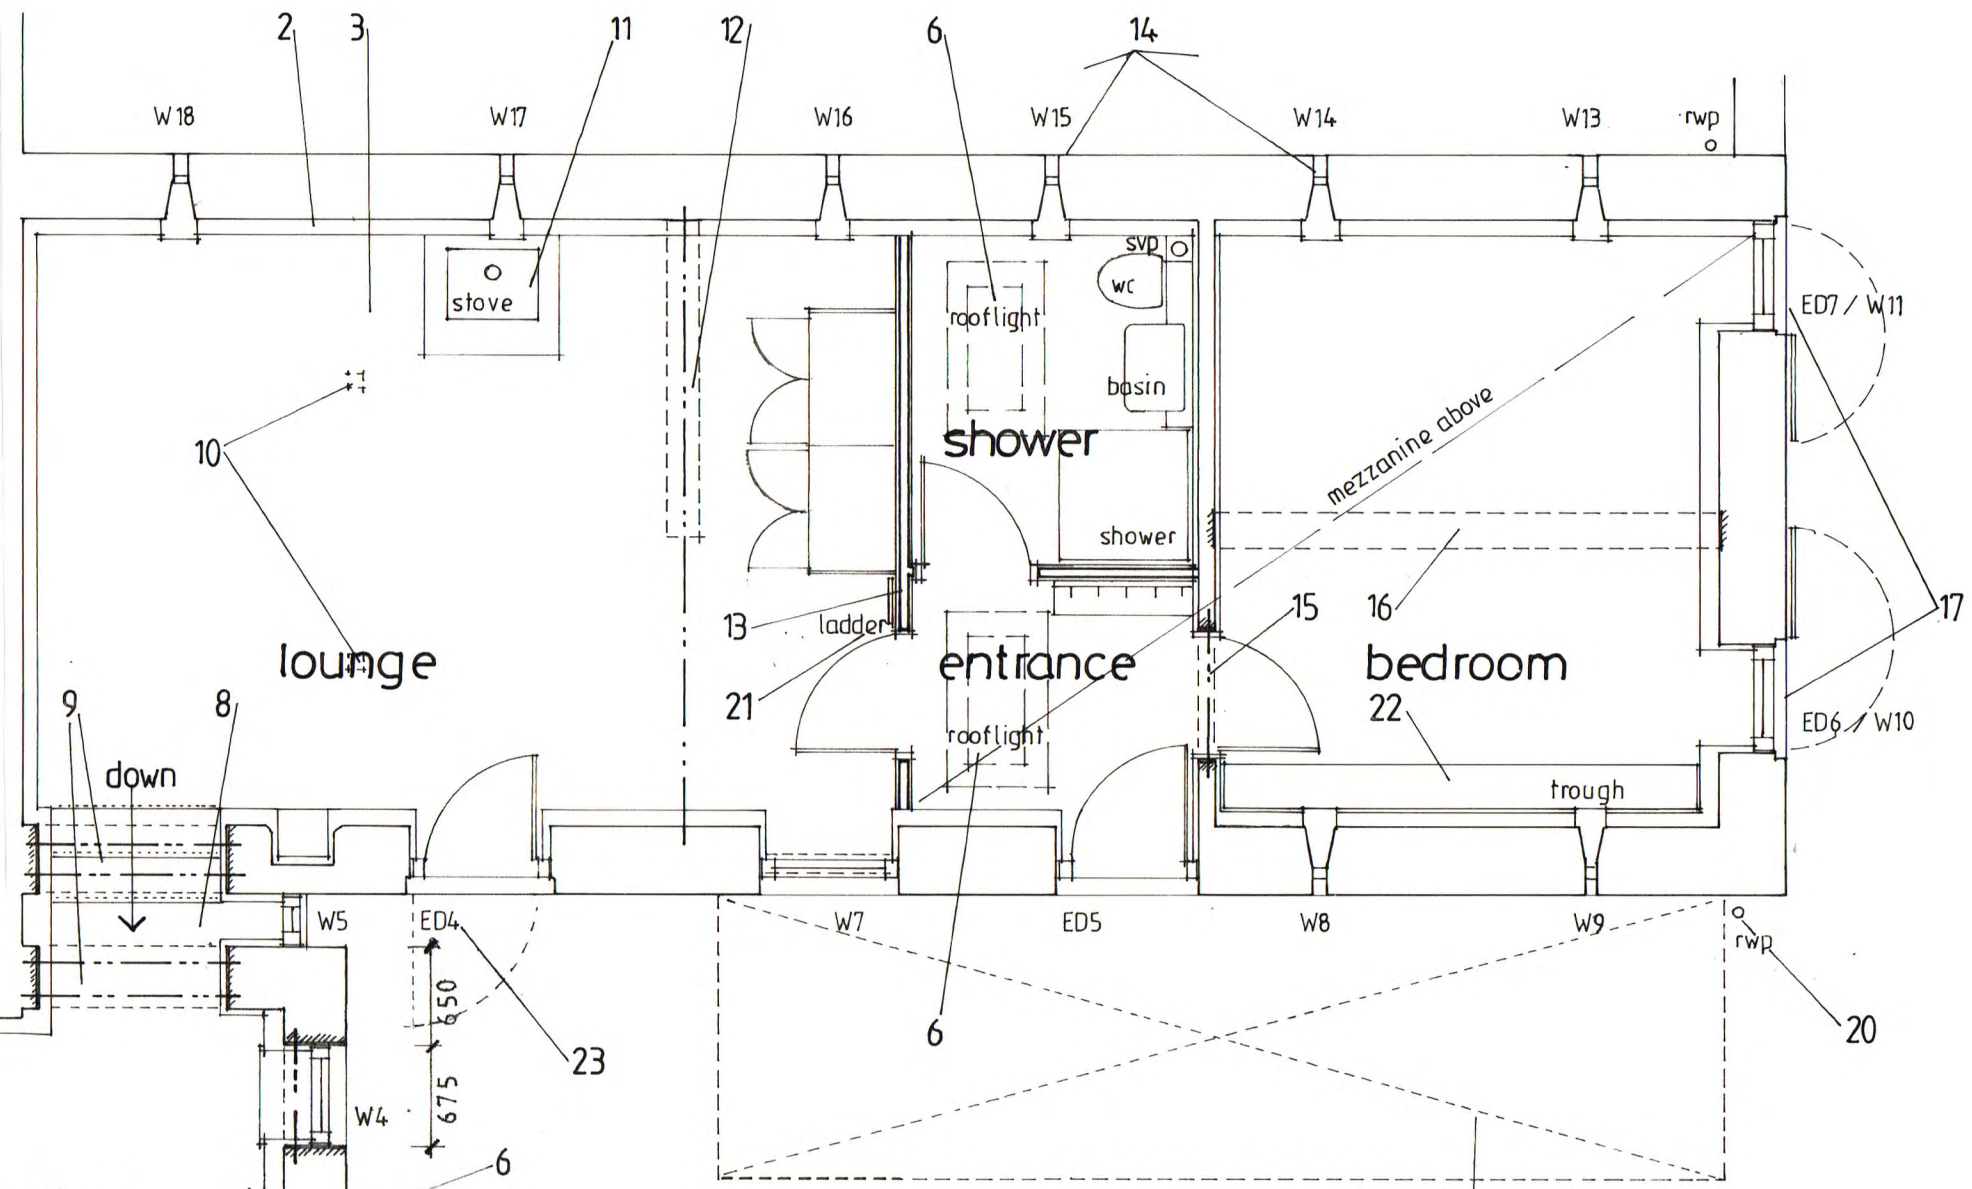 2 3 11 12 6 14
W18 W17 W16 W15 W14 W13 rwp
svp
wc
stove
rooflight
ED7 / W11
basin
mezzanine above
shower
10
shower
13
ladder
15
16
17
lounge
entrance
bedroom
9
8
21
22
rooflight
ED6 / W10
down
trough
W5
ED4
W7
ED5
W8
W9
rwp
650
6
20
23
675
W4
6